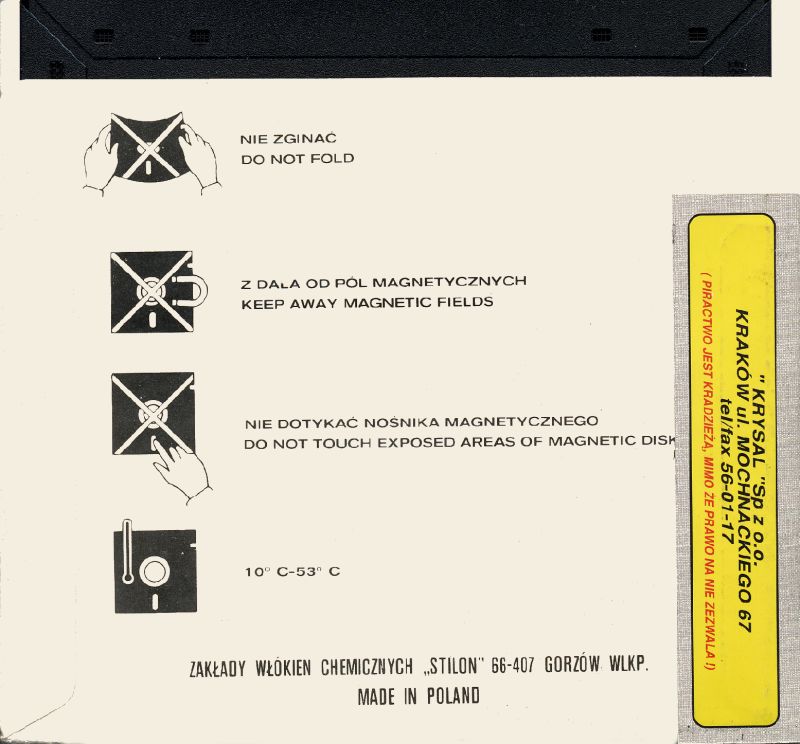 NIE ZGINAĆ
DO NOT FOLD
Z DALA OD PÓL MAGNETYCZNYCH
KEEP AWAY MAGNETIC FIELDS
NIE DOTYKAĆ NOŚNIKA MAGNETYCZNEGO
DO NOT TOUCH EXPOSED AREAS OF MAGNETIC DISK
10° C-53° C
ZAKŁADY WŁÓKIEN CHEMICZNYCH „STILON" 66-407 GORZÓW WLKP.
MADE IN POLAND
" KRYSAL "Sp z o.o.
KRAKÓW ul. MOCHNACKIEGO 67
tel/fax 56-01-17
( PIRACTWO JEST KRADZIEŻĄ, MIMO ŻE PRAWO NA NIE ZEZWALA !)